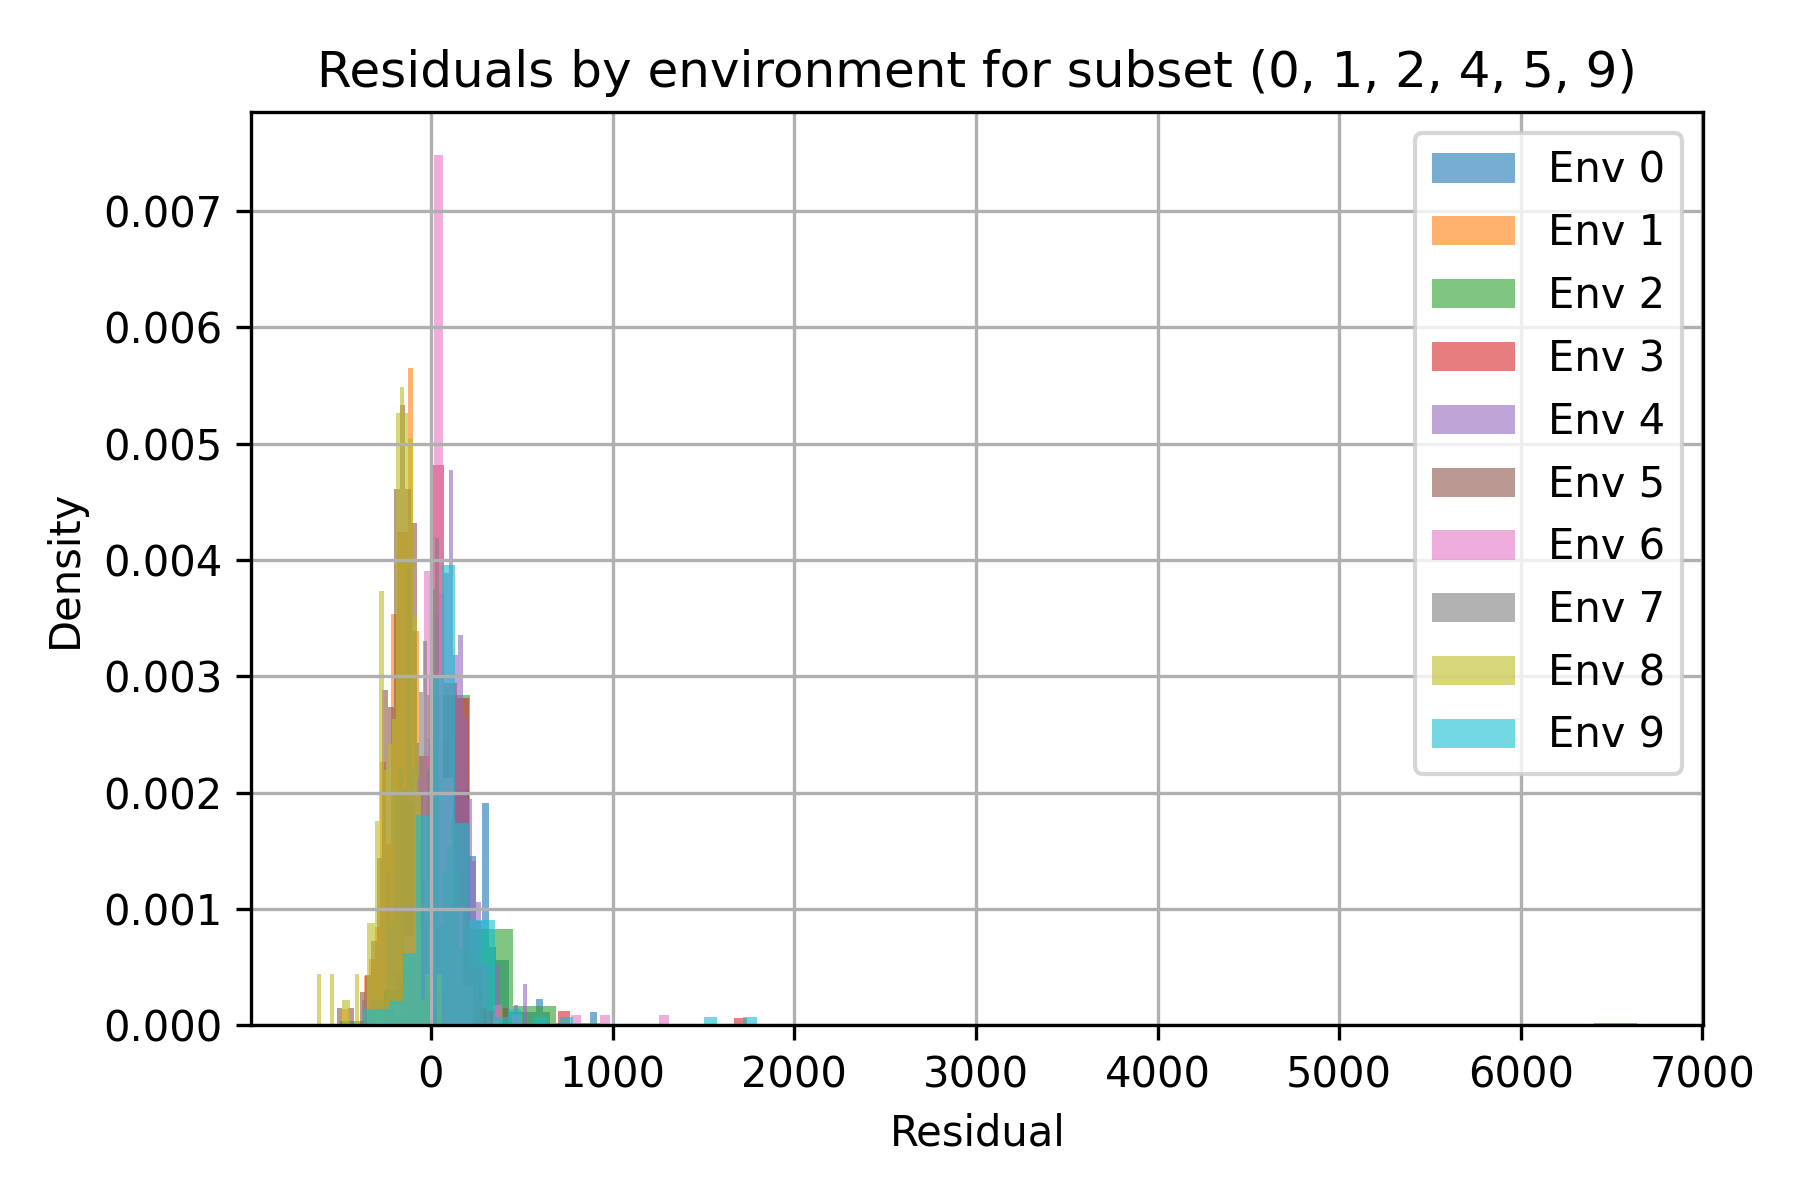 Residuals by environment for subset (0, 1, 2, 4, 5, 9)
Density
0.007
0.006
0.005
0.004
0.003
0.002
0.001
0.000
Env 0
Env 1
Env 2
Env 3
Env 4
Env 5
Env 6
Env 7
Env 8
Env 9
0 1000 2000 3000 4000 5000 6000 7000
Residual